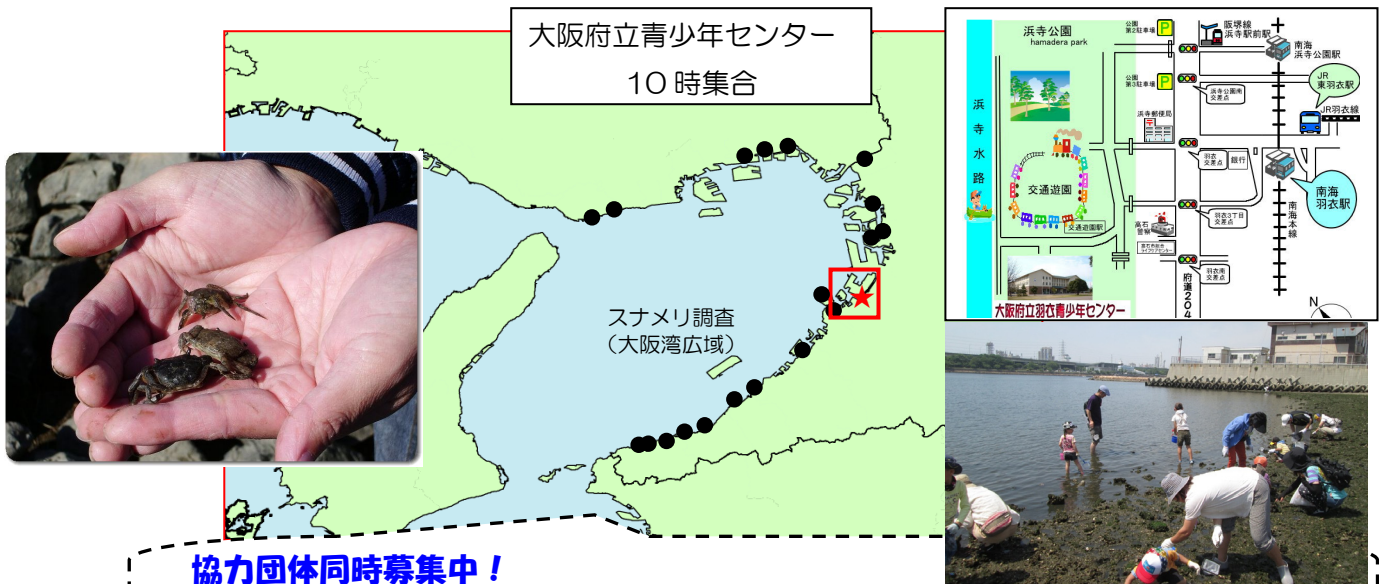 大阪府立青少年センター
10時集合
スナメリ調査
（大阪湾広域）
協力団体同時募集中！
浜寺公園
hamadera park
公園
第2駐車場
P
阪堺線
浜寺駅前駅
南海
浜寺公園駅
公園
第3駐車場
P
浜寺公園南
交差点
JR
東羽衣駅
JR羽衣線
浜寺水路
浜寺郵便局
羽衣
交差点
銀行
交通遊園
南海
羽衣駅
交通遊園駅
高石
警察
羽衣3丁目
交差点
南海本線
羽衣南
交差点
府道204
N
大阪府立羽衣青少年センター